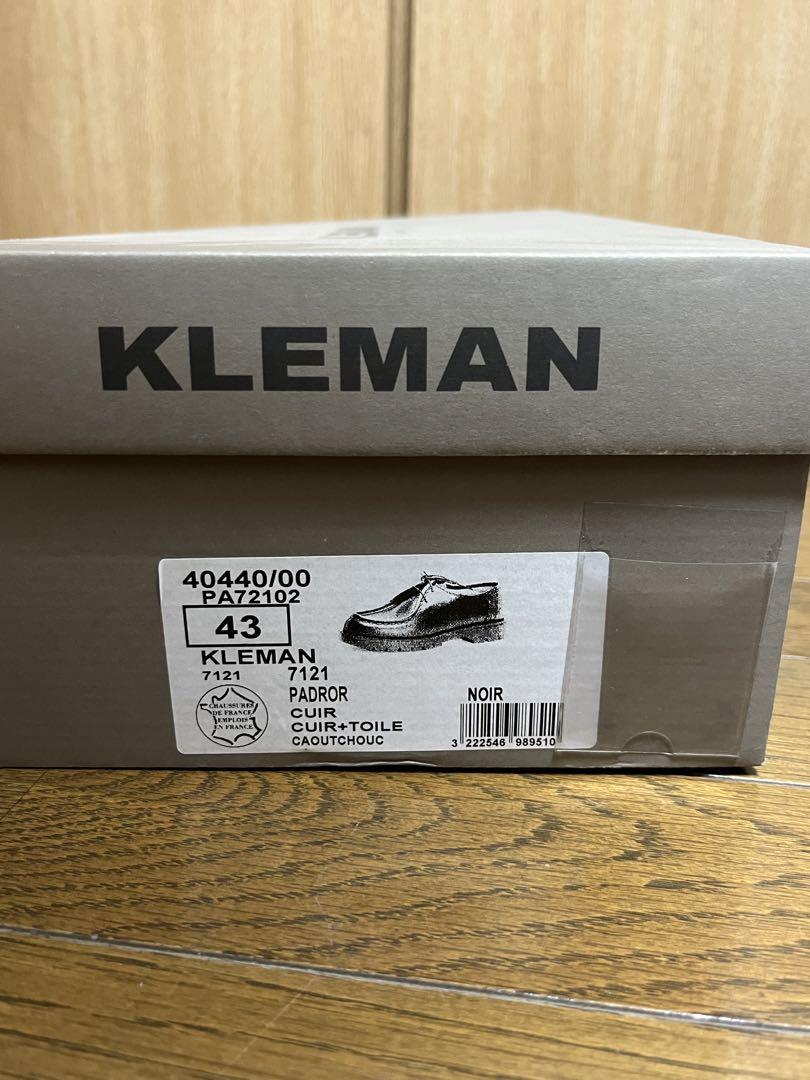 KLEMAN
40440/00
PA72102
43
KLEMAN
7121 7121
PADROR NOIR
CUIR
CUIR+TOILE
CAOUTCHOUC
CHAUSSURES
DE FRANCE
EMPLOIS
EN FRANCE
3 222546 989510